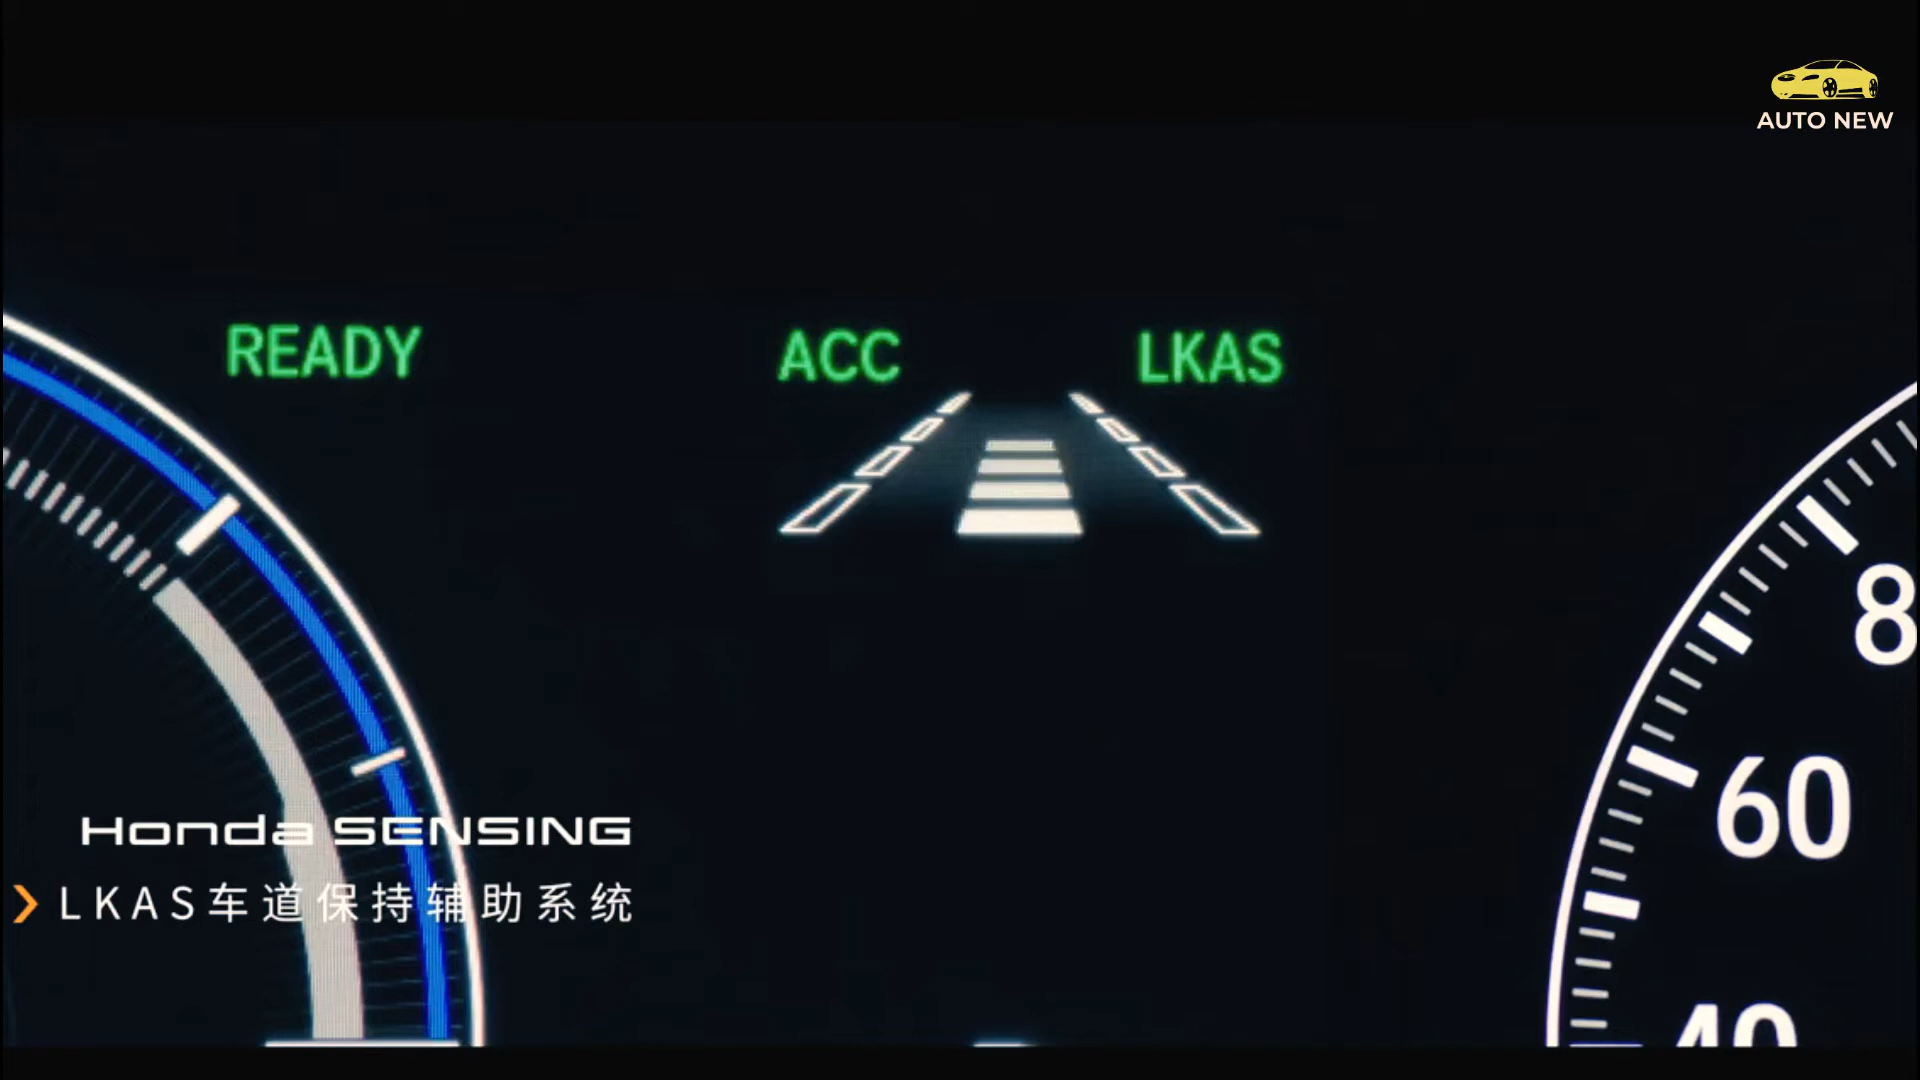 AUTO NEW
READY
ACC
LKAS
8
60
40
Honda SENSING
LKAS车道保持辅助系统